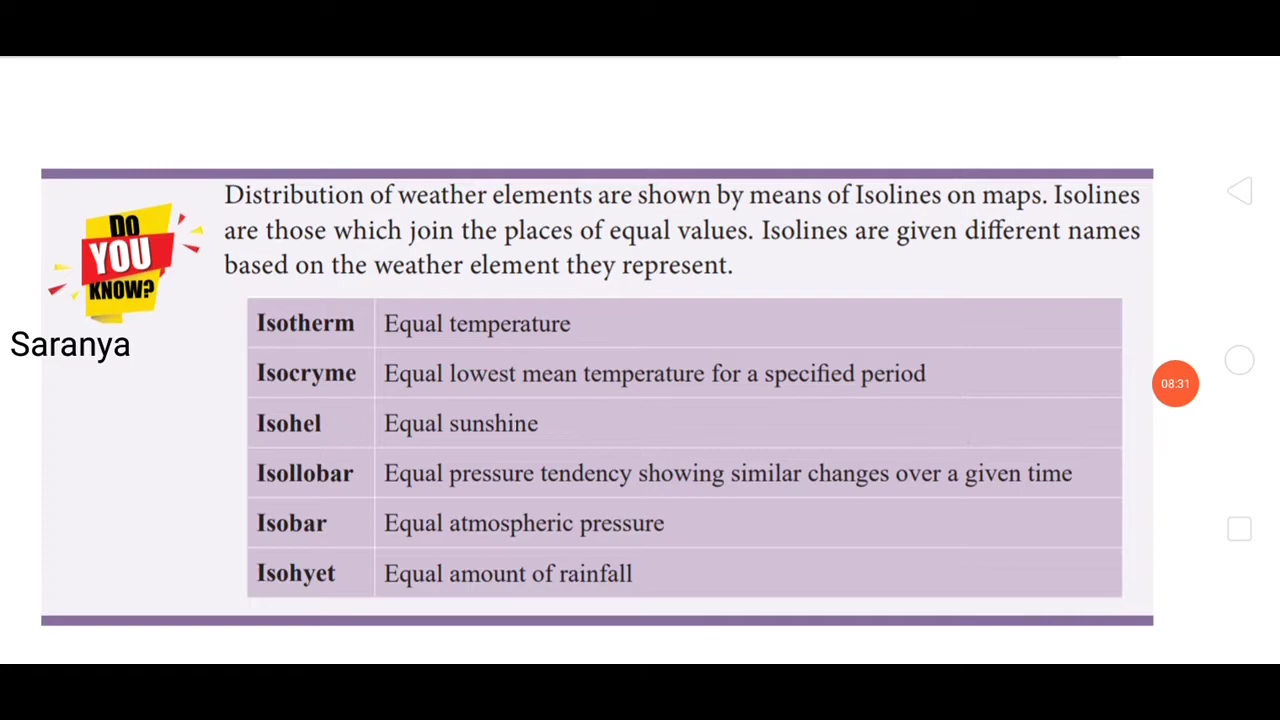 Distribution of weather elements are shown by means of Isolines on maps. Isolines
are those which join the places of equal values. Isolines are given different names
based on the weather element they represent.
DO
YOU
KNOW?
Saranya
Isotherm Equal temperature
Isocryme Equal lowest mean temperature for a specified period
Isohel Equal sunshine
Isollobar Equal pressure tendency showing similar changes over a given time
Isobar Equal atmospheric pressure
Isohyet Equal amount of rainfall
08:31